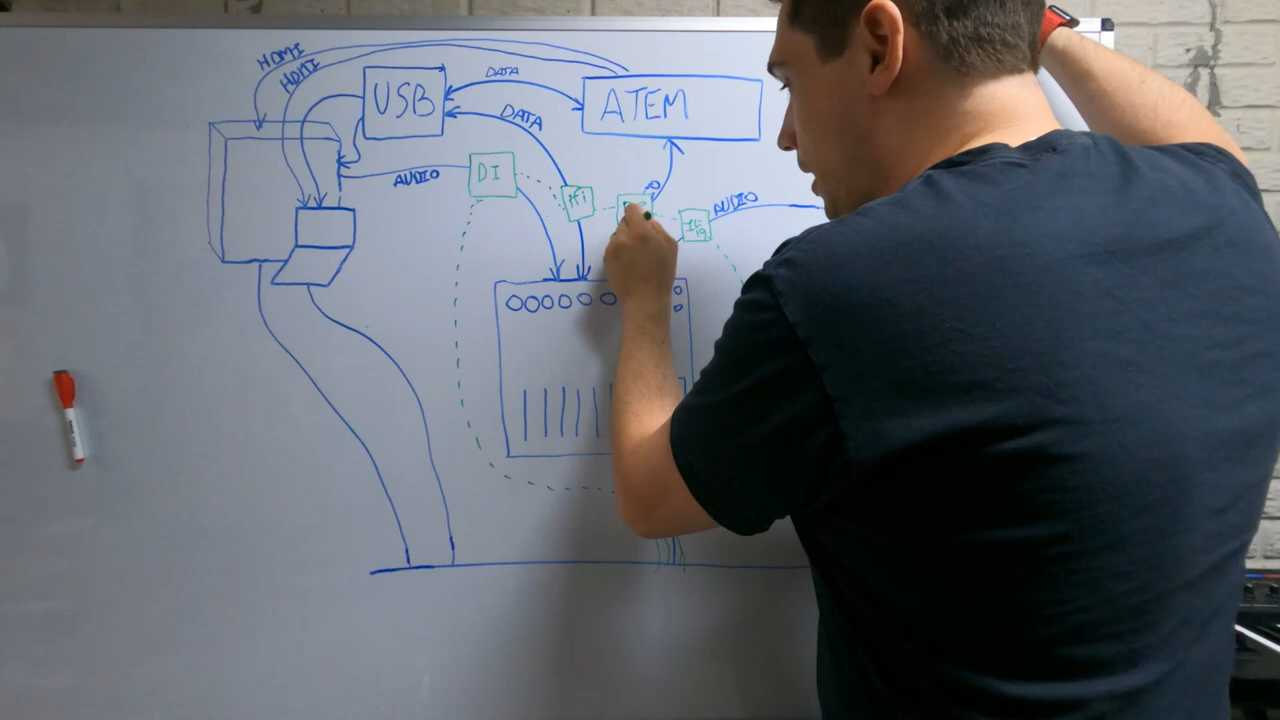 HDMI
HDMI
USB
DATA
DATA
ATEM
DI
AUDIO
AUDIO